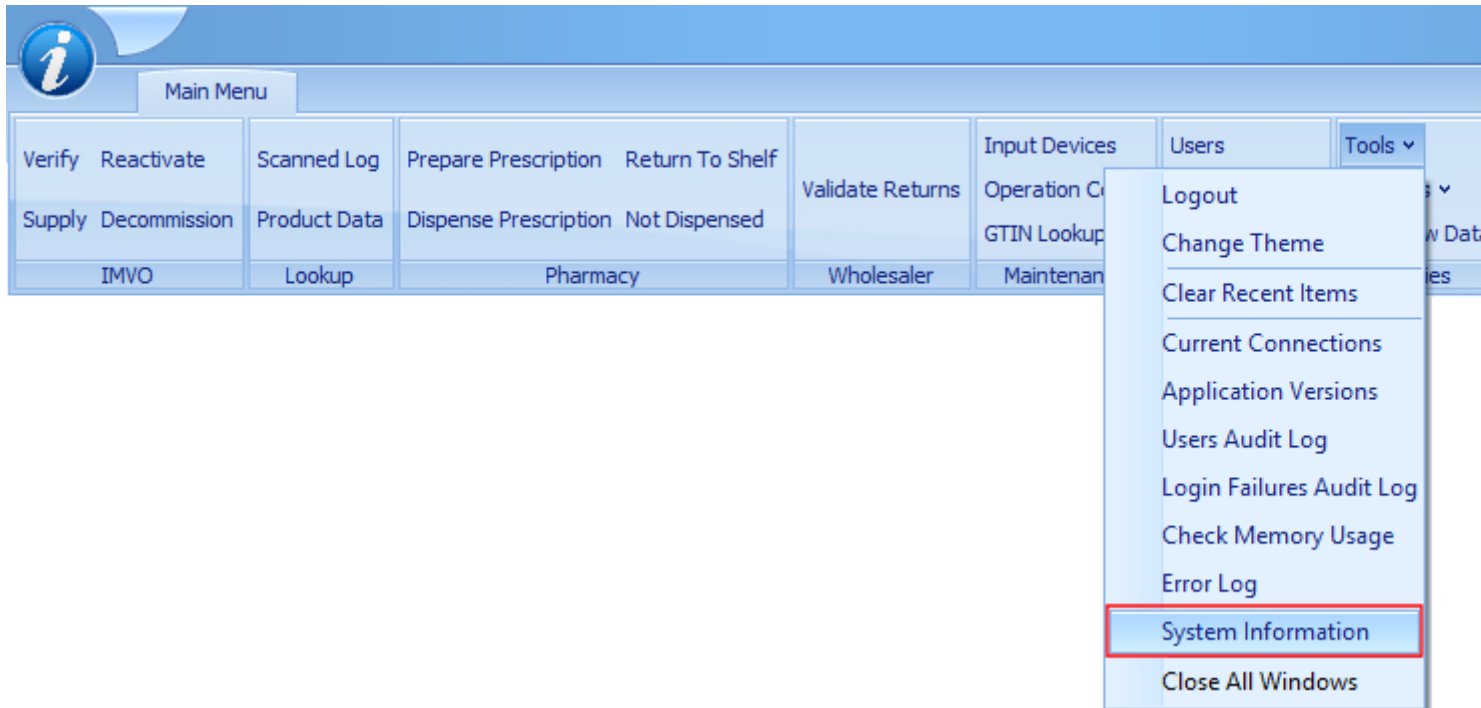 Main Menu
Verify Reactivate
Supply Decommission
IMVO
Scanned Log
Product Data
Lookup
Prepare Prescription Return To Shelf
Dispense Prescription Not Dispensed
Pharmacy
Validate Returns
Wholesaler
Input Devices
Operation Co
GTIN Lookup
Maintenan
Users
Tools
Logout
Change Theme
Clear Recent Items
Current Connections
Application Versions
Users Audit Log
Login Failures Audit Log
Check Memory Usage
Error Log
System Information
Close All Windows